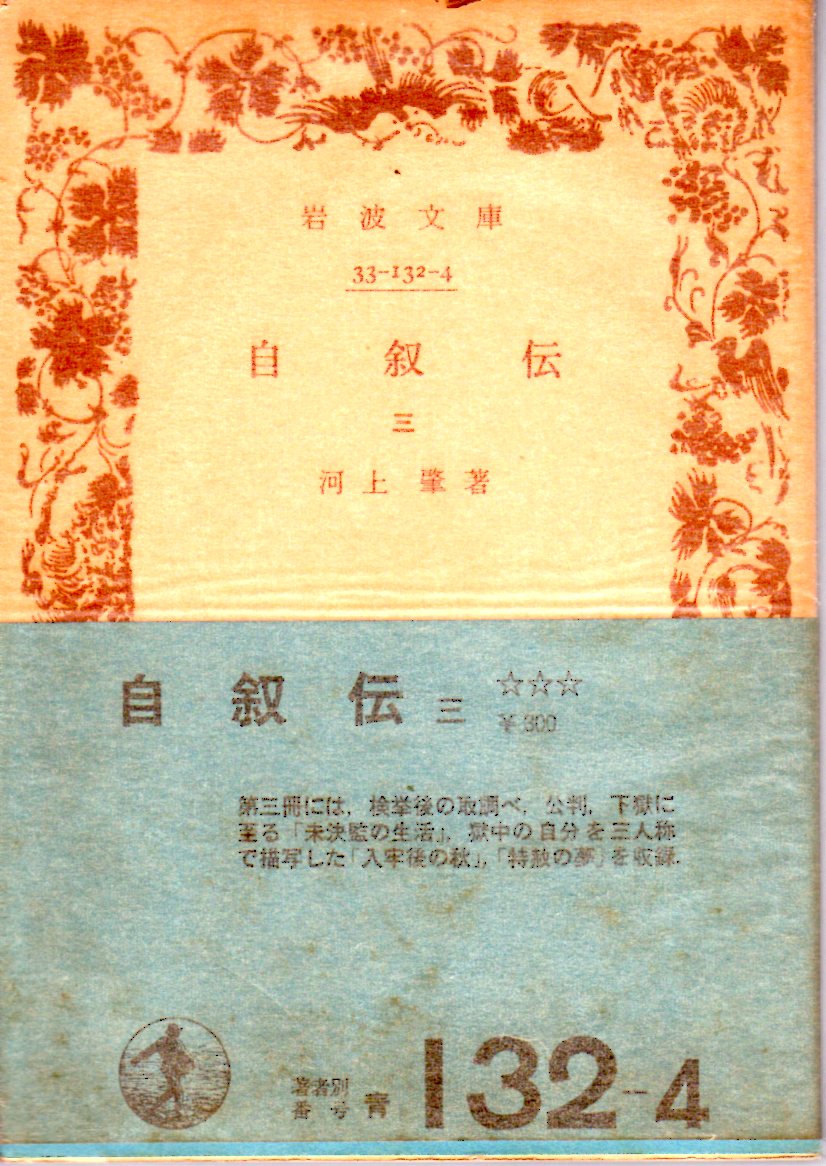 岩波文庫
33-132-4
自叙伝
三
河上肇著
自叙伝 三 ☆☆☆
¥300
第三冊には，検挙後の取調べ，公判，下獄に
至る「未決監の生活」，獄中の自分を三人称
で描写した「入牢後の秋」，「特赦の夢」を収録．
著者別
番号 青 132-4